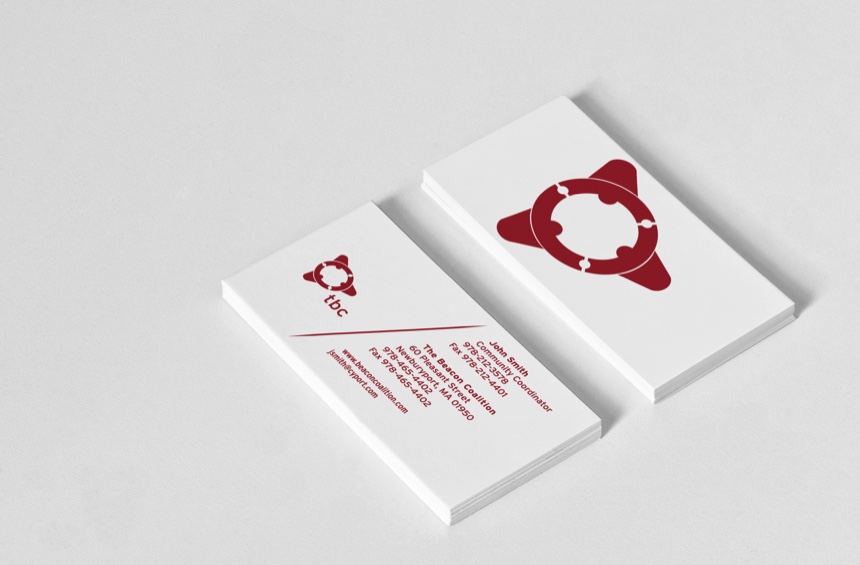 tbc
John Smith
Community Coordinator
978-212-3578
Fax 978-212-4401
The Beacon Coalition
60 Pleasant Street
Newburyport, MA 01950
978-465-4402
Fax 978-465-4402
www.beaconcoalition.com
jsmith@cyport.com